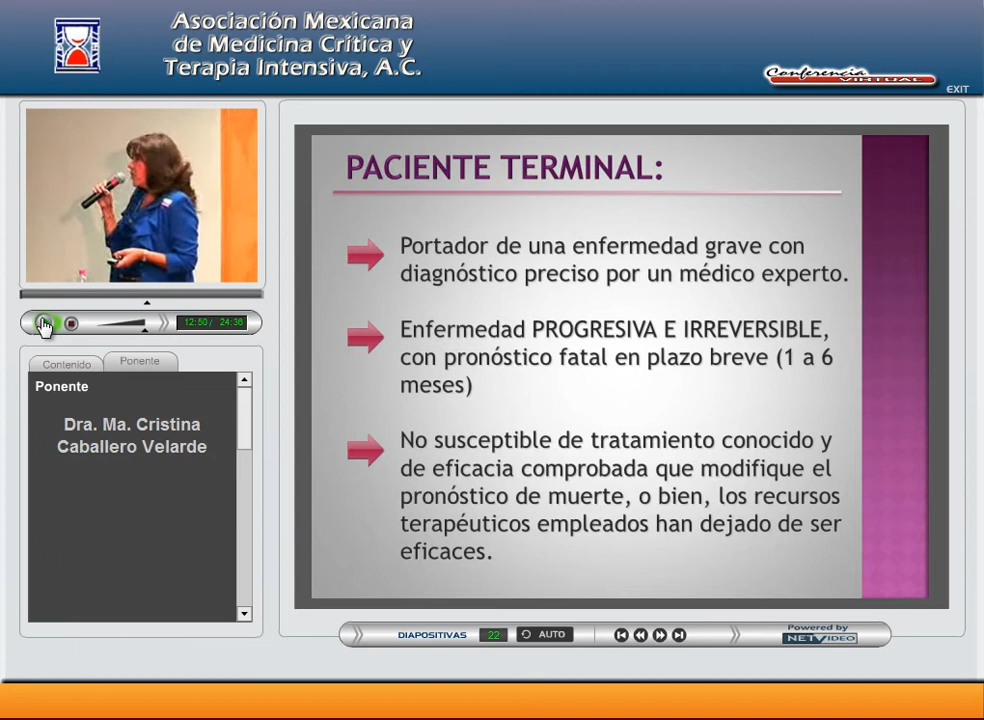 Asociación Mexicana
de Medicina Crítica y
Terapia Intensiva, A.C.
Conferencia
VIRTUAL
EXIT
12:50 / 24:36
Contenido
Ponente
Ponente
Dra. Ma. Cristina
Caballero Velarde
PACIENTE TERMINAL:
Portador de una enfermedad grave con
diagnóstico preciso por un médico experto.
Enfermedad PROGRESIVA E IRREVERSIBLE,
con pronóstico fatal en plazo breve (1 a 6
meses)
No susceptible de tratamiento conocido y
de eficacia comprobada que modifique el
pronóstico de muerte, o bien, los recursos
terapéuticos empleados han dejado de ser
eficaces.
DIAPOSITIVAS 22 AUTO
Powered by
NETVIDEO